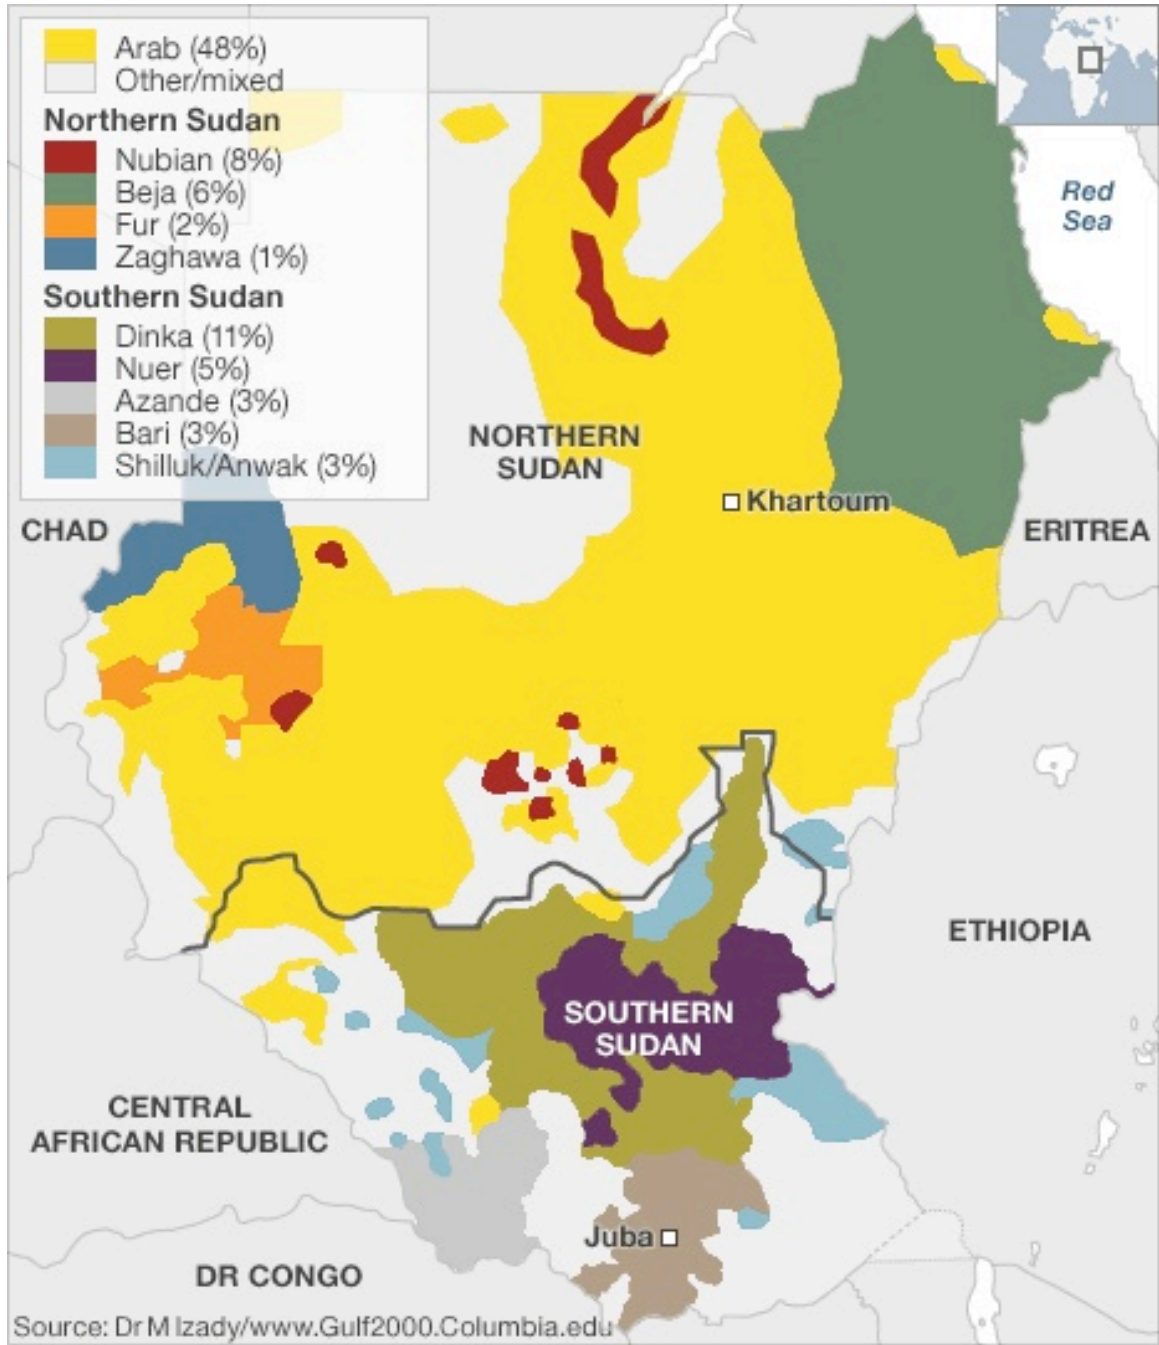 Arab (48%)
Other/mixed
Northern Sudan
Nubian (8%)
Beja (6%)
Fur (2%)
Zaghawa (1%)
Southern Sudan
Dinka (11%)
Nuer (5%)
Azande (3%)
Bari (3%)
Shilluk/Anwak (3%)
Red
Sea
NORTHERN
SUDAN
Khartoum
CHAD
ERITREA
ETHIOPIA
SOUTHERN
SUDAN
CENTRAL
AFRICAN REPUBLIC
Juba
DR CONGO
Source: Dr M Izady/www.Gulf2000.Columbia.edu